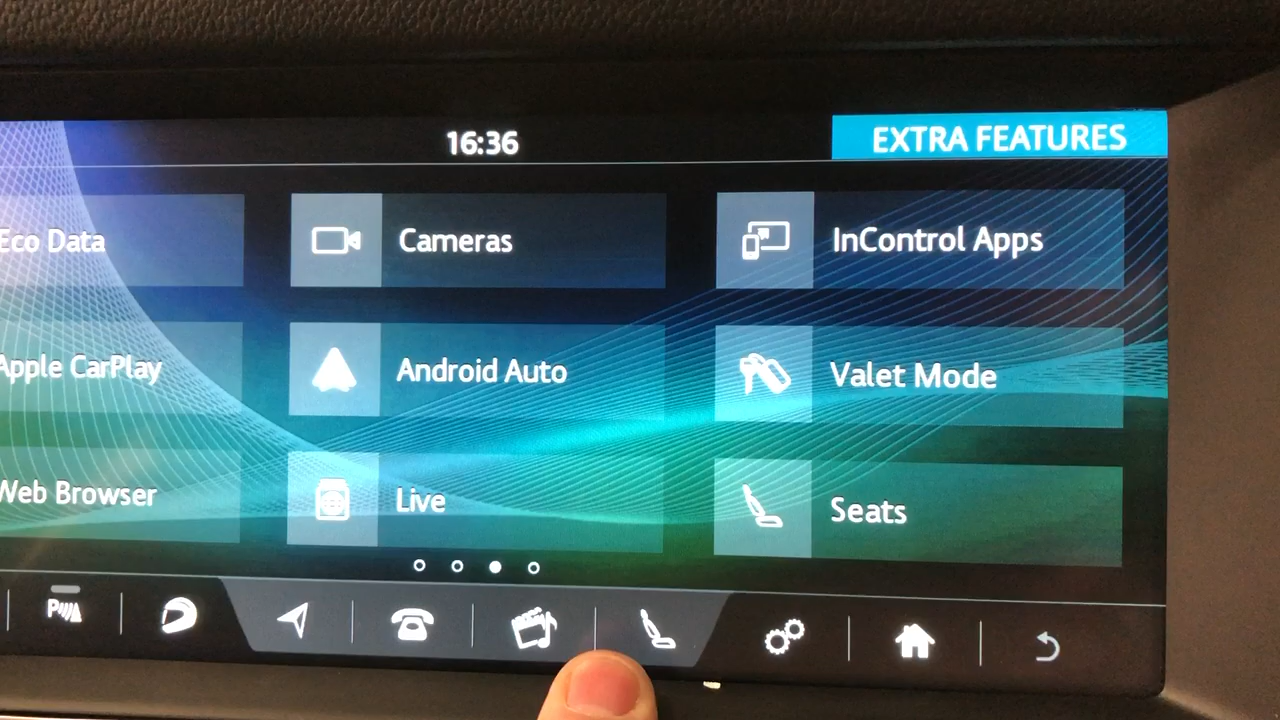 16:36
EXTRA FEATURES
Eco Data
Cameras
InControl Apps
Apple CarPlay
Android Auto
Valet Mode
Web Browser
Live
Seats
P